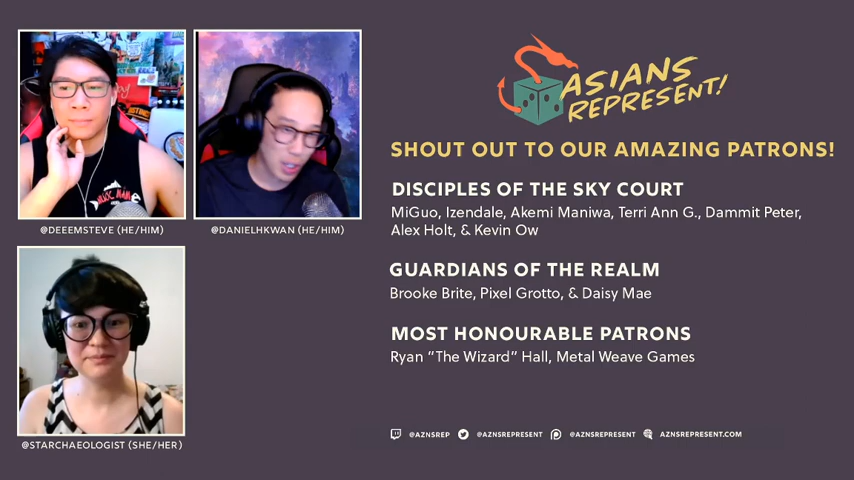 ASIANS
REPRESENT!
SHOUT OUT TO OUR AMAZING PATRONS!
DISCIPLES OF THE SKY COURT
MiGuo, Izendale, Akemi Maniwa, Terri Ann G., Dammit Peter,
Alex Holt, & Kevin Ow
GUARDIANS OF THE REALM
Brooke Brite, Pixel Grotto, & Daisy Mae
MOST HONOURABLE PATRONS
Ryan “The Wizard” Hall, Metal Weave Games
@AZNSREP @AZNSREPRESENT @AZNSREPRESENT AZNSREPRESENT.COM
@DEEEMSTEVE (HE/HIM)
@DANIELHKWAN (HE/HIM)
@STARCHAEOLOGIST (SHE/HER)